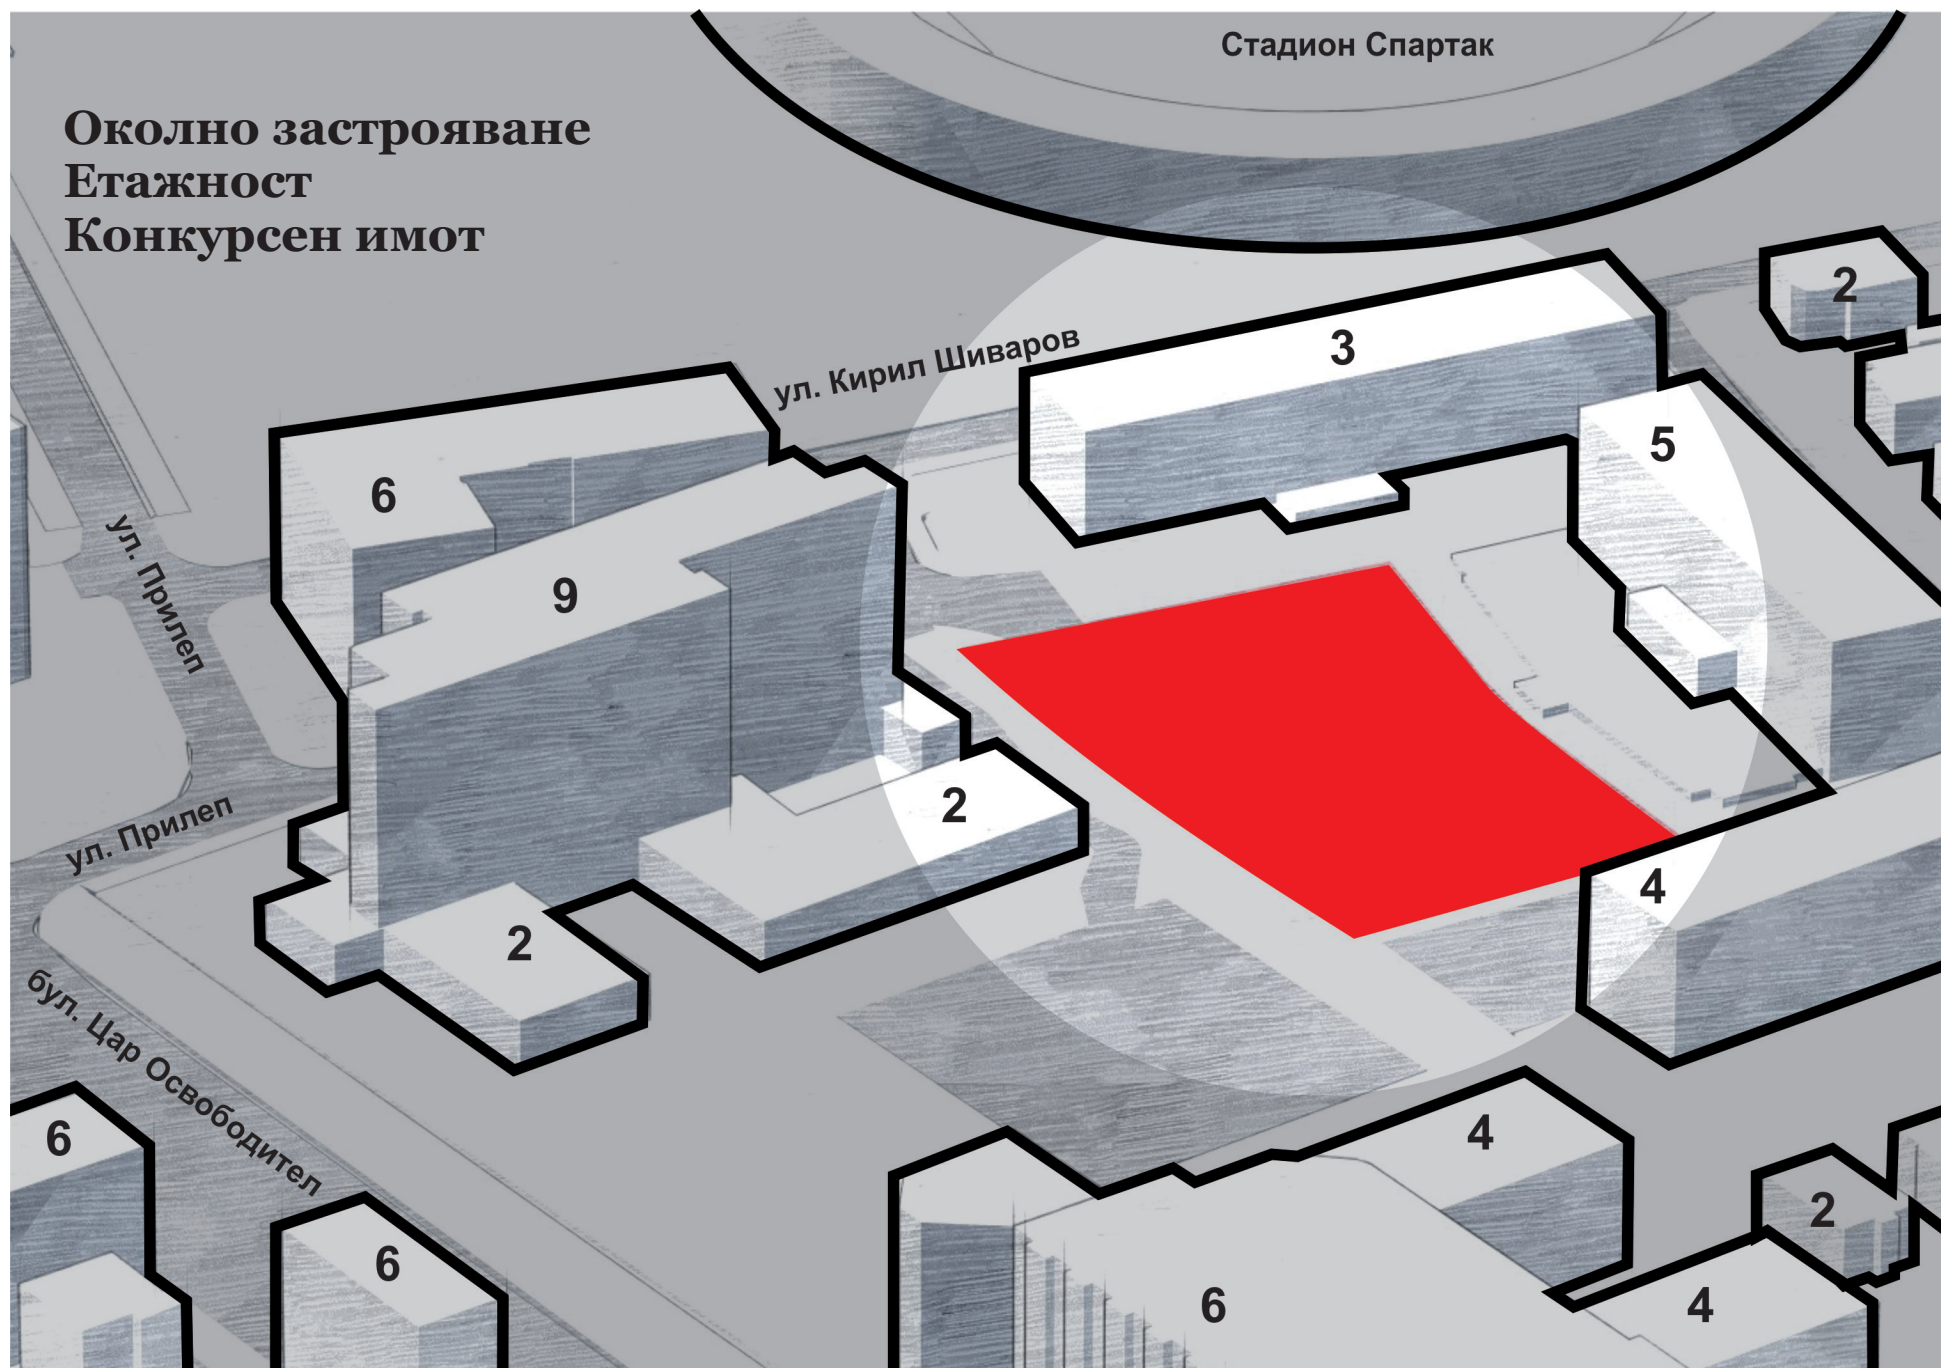 Стадион Спартак
Околно застрояване
Етажност
Конкурсен имот
2
ул. Кирил Шиваров
3
5
6
ул. Прилеп
9
2
ул. Прилеп
4
2
бул. Цар Освободител
6
4
2
6
6
4